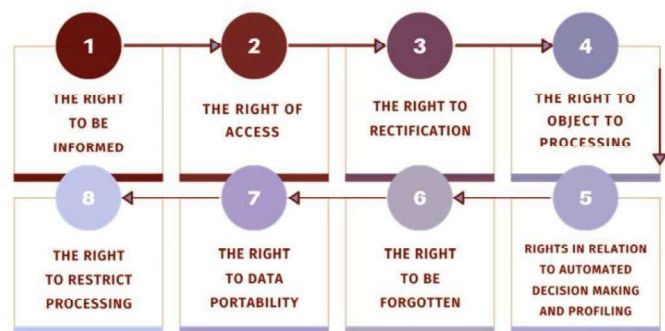 1
THE RIGHT
TO BE
INFORMED
2
THE RIGHT OF
ACCESS
3
THE RIGHT TO
RECTIFICATION
4
THE RIGHT TO
OBJECT TO
PROCESSING
5
RIGHTS IN RELATION
TO AUTOMATED
DECISION MAKING
AND PROFILING
6
THE RIGHT
TO BE
FORGOTTEN
7
THE RIGHT
TO DATA
PORTABILITY
8
THE RIGHT
TO RESTRICT
PROCESSING